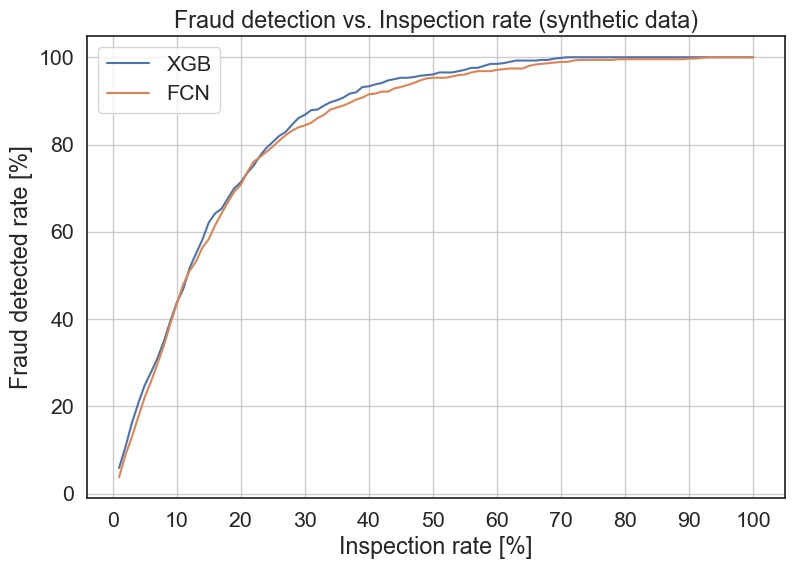 Fraud detection vs. Inspection rate (synthetic data)
XGB
FCN
100
80
60
40
20
0
Fraud detected rate [%]
0 10 20 30 40 50 60 70 80 90 100
Inspection rate [%]